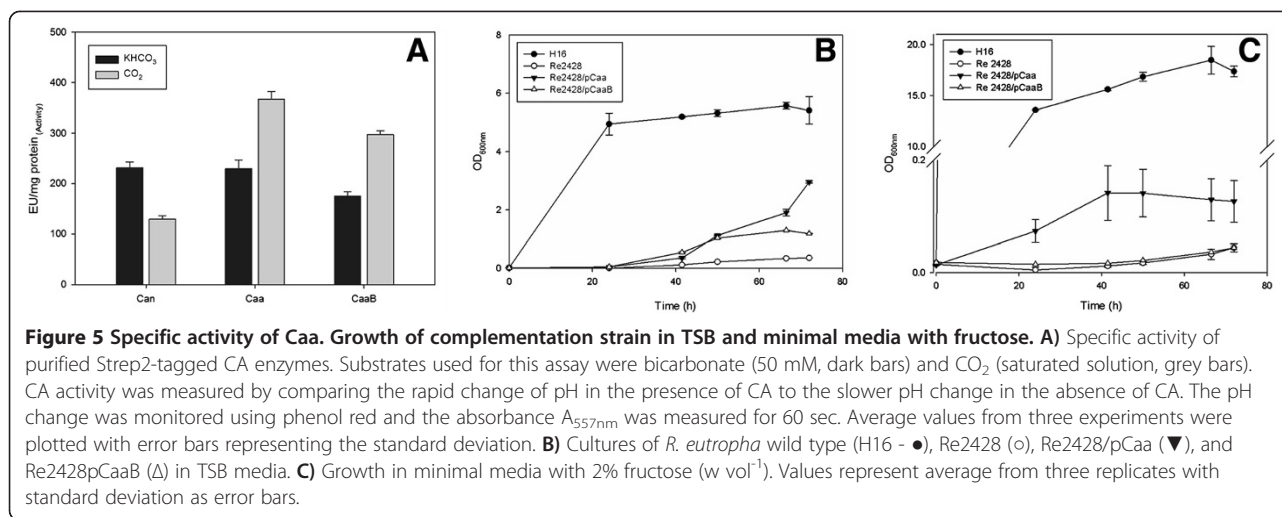 A
500
400
300
200
100
0
EU/mg protein (Activity)
KHCO₃
CO₂
Can
Caa
CaaB
B
6
4
2
0
OD₆₀₀nm
H16
Re2428
Re2428/pCaa
Re2428/pCaaB
0 20 40 60 80
Time (h)
C
20.0
15.0
10.0
0.2
0.0
OD₆₀₀nm
H16
Re 2428
Re 2428/pCaa
Re 2428/pCaaB
0 20 40 60 80
Time (h)
Figure 5 Specific activity of Caa. Growth of complementation strain in TSB and minimal media with fructose. A) Specific activity of
purified Strep2-tagged CA enzymes. Substrates used for this assay were bicarbonate (50 mM, dark bars) and CO₂ (saturated solution, grey bars).
CA activity was measured by comparing the rapid change of pH in the presence of CA to the slower pH change in the absence of CA. The pH
change was monitored using phenol red and the absorbance A₅₅₇nm was measured for 60 sec. Average values from three experiments were
plotted with error bars representing the standard deviation. B) Cultures of R. eutropha wild type (H16 - ●), Re2428 (○), Re2428/pCaa (▼), and
Re2428pCaaB (Δ) in TSB media. C) Growth in minimal media with 2% fructose (w vol⁻¹). Values represent average from three replicates with
standard deviation as error bars.